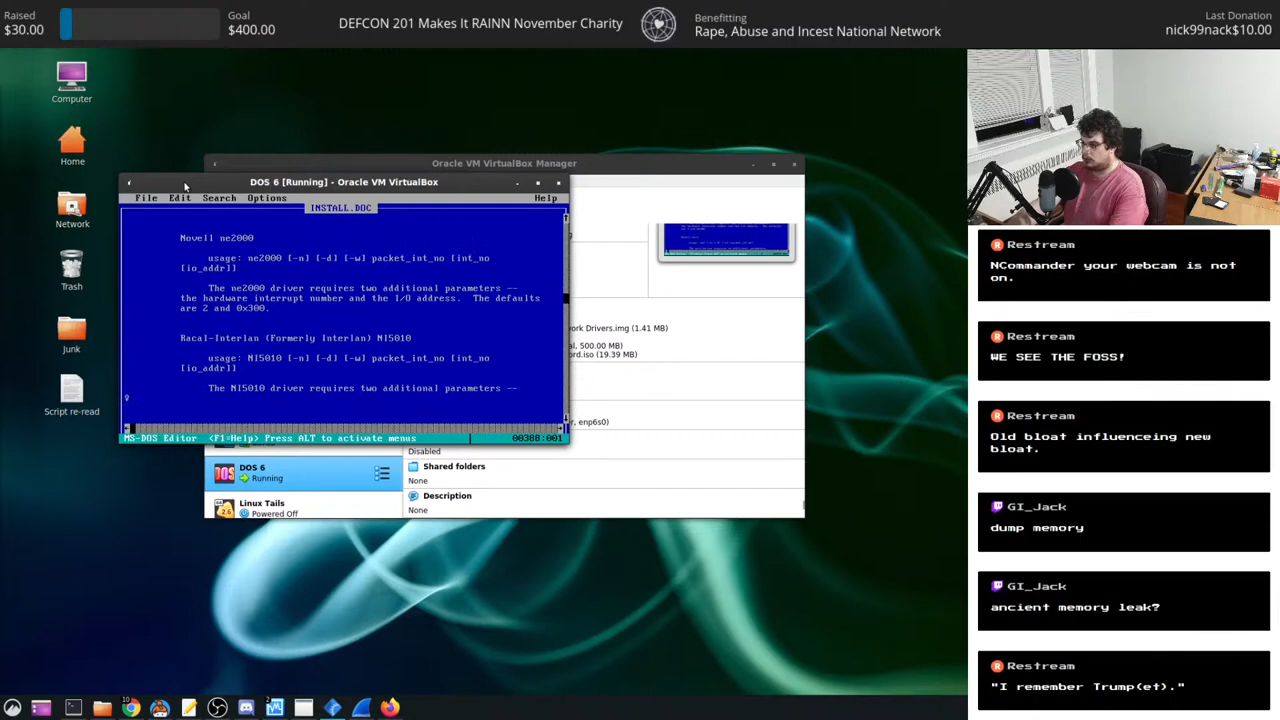 Raised
$30.00
Goal
$400.00
DEFCON 201 Makes It RAINN November Charity
Benefitting
Rape, Abuse and Incest National Network
Last Donation
nick99nack$10.00
Computer
Home
Network
Trash
Junk
Script re-read
Oracle VM VirtualBox Manager
DOS 6 [Running] - Oracle VM VirtualBox
File Edit Search Options Help
INSTALL.DOC
Novell ne2000
usage: ne2000 [-n] [-d] [-w] packet_int_no [int_no
[io_addr]]
The ne2000 driver requires two additional parameters --
the hardware interrupt number and the I/O address. The defaults
are 2 and 0x300.
Racal-Interlan (Formerly Interlan) NI5010
usage: NI5010 [-n] [-d] [-w] packet_int_no [int_no
[io_addr]]
The NI5010 driver requires two additional parameters --
MS-DOS Editor <F1=Help> Press ALT to activate menus 00388:001
work Drivers.img (1.41 MB)
al, 500.00 MB)
ord.iso (19.39 MB)
r, enp6s0)
Disabled
Shared folders
None
Description
None
DOS 6
Running
Linux Tails
Powered Off
2.6
10
2
Restream
NCommander your webcam is not
on.
Restream
WE SEE THE FOSS!
Restream
Old bloat influenceing new
bloat.
GI_Jack
dump memory
GI_Jack
ancient memory leak?
Restream
"I remember Trump(et)."